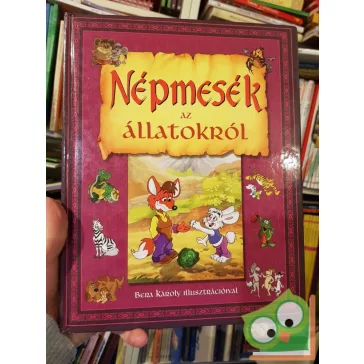 Népmesék
az
állatokról
Bera Károly illusztrációival